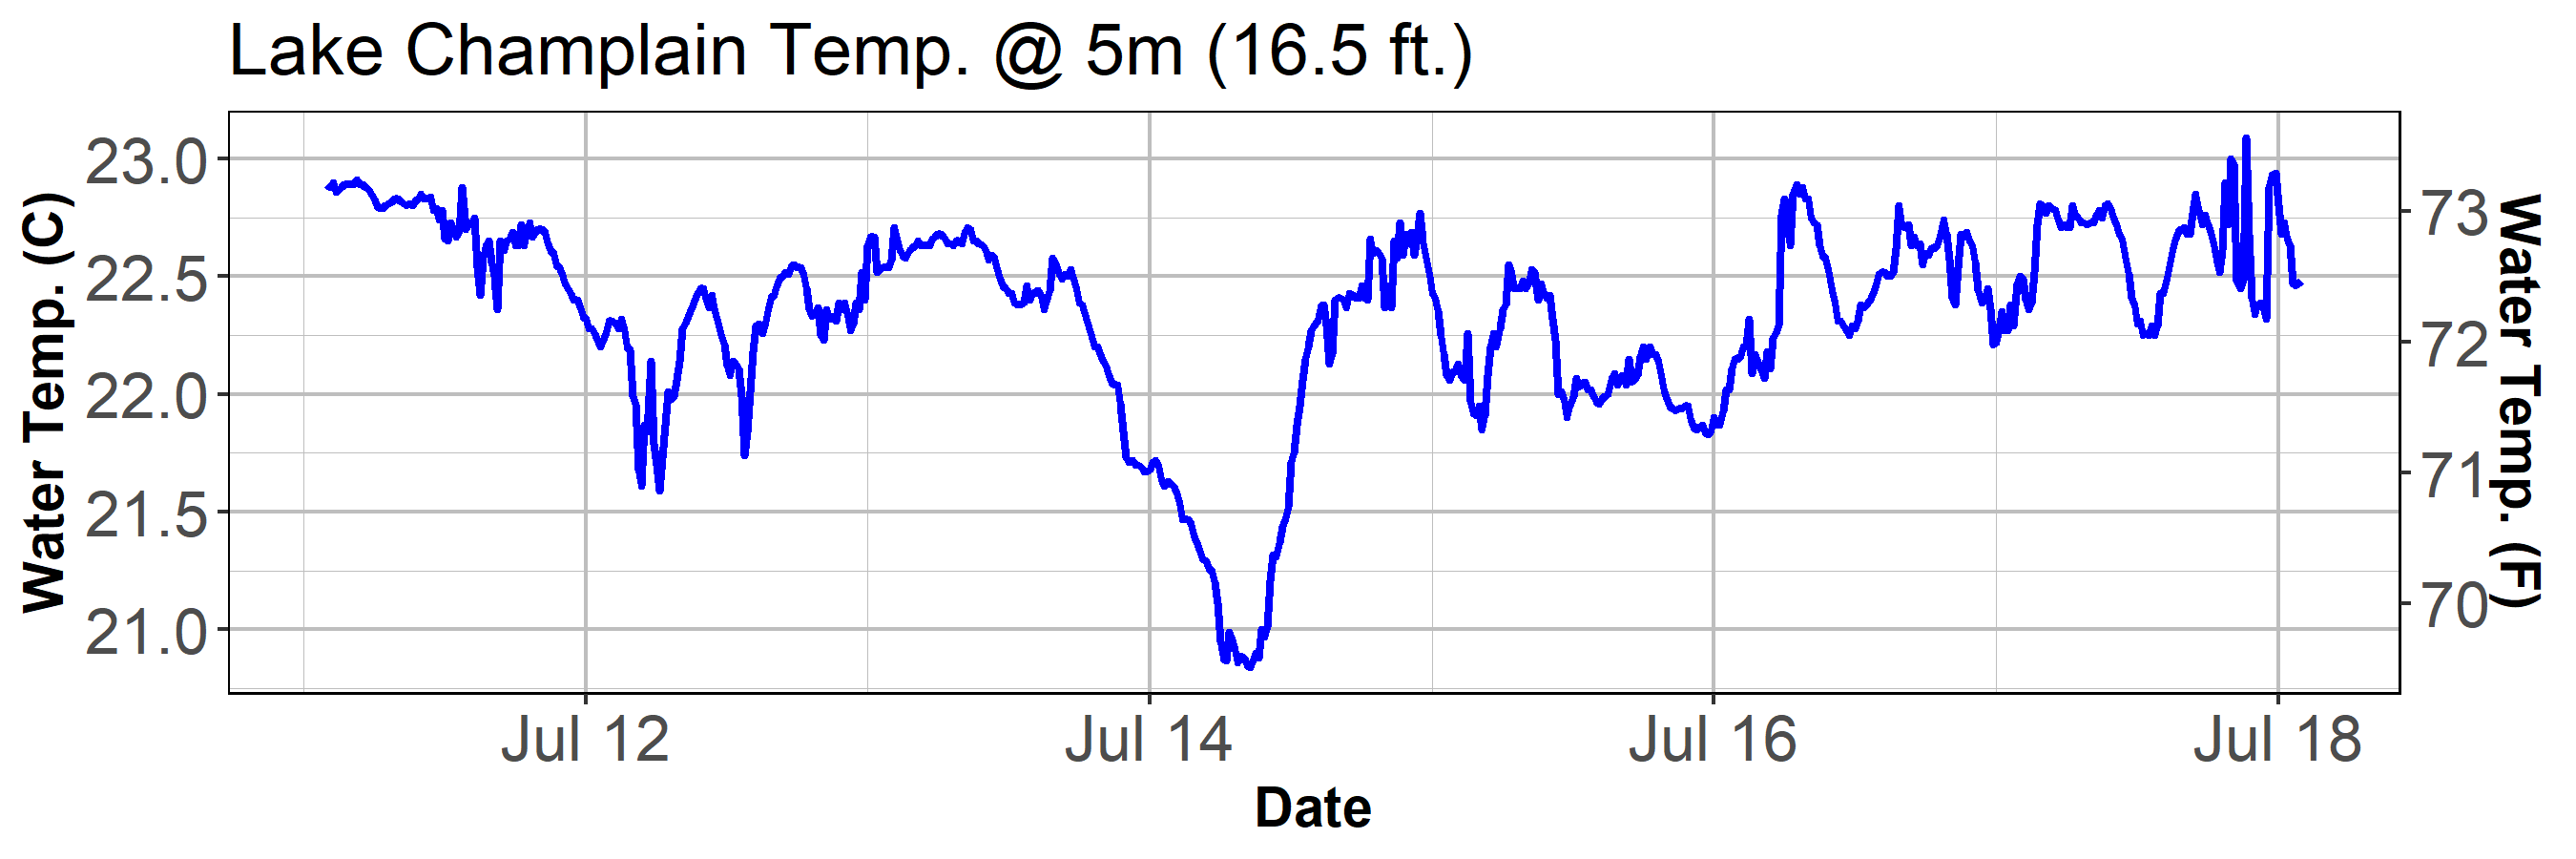 Lake Champlain Temp. @ 5m (16.5 ft.)
Water Temp. (C)
23.0
22.5
22.0
21.5
21.0
73
72
71
70
Water Temp. (F)
Jul 12 Jul 14 Jul 16 Jul 18
Date